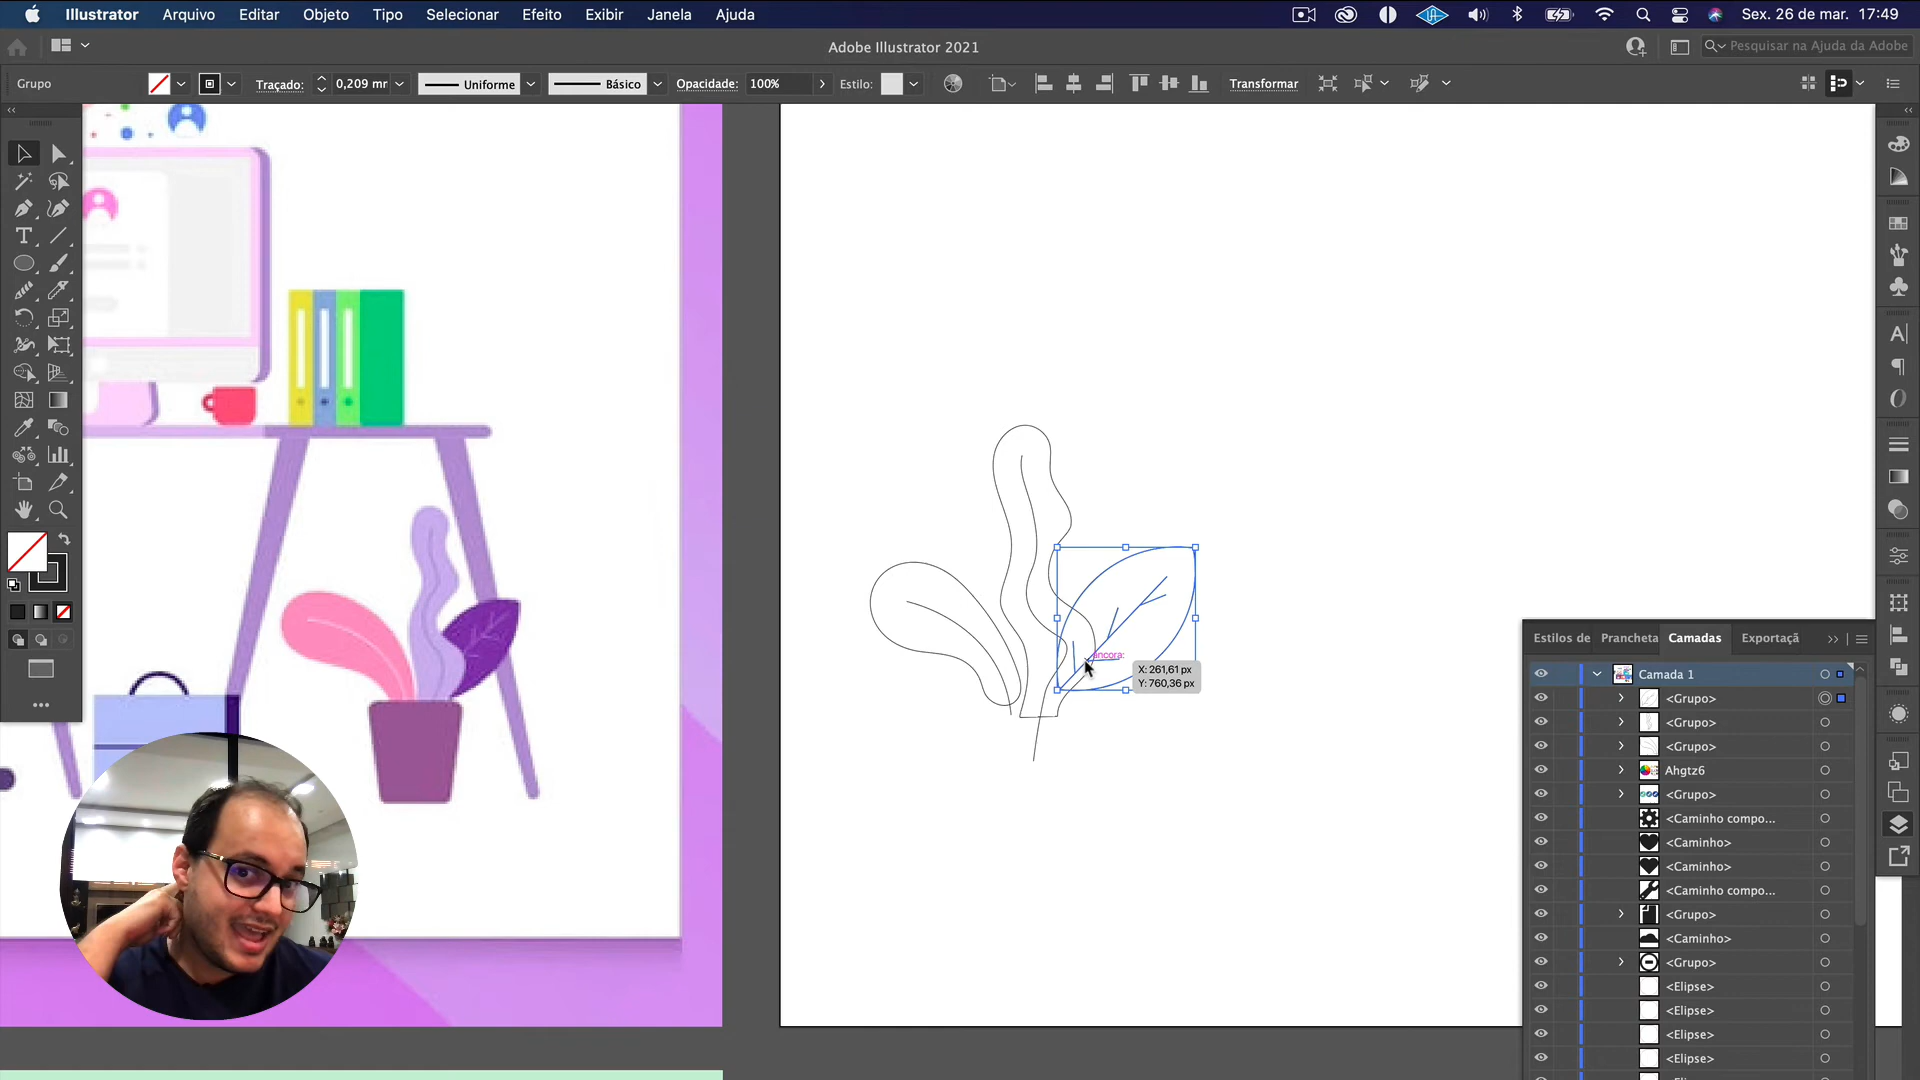 Illustrator Arquivo Editar Objeto Tipo Selecionar Efeito Exibir Janela Ajuda Sex. 26 de mar. 17:49
Adobe Illustrator 2021 Pesquisar na Ajuda da Adobe
Grupo Traçado: 0,209 mr Uniforme Básico Opacidade: 100% Estilo: Transformar
âncora:
X: 261,61 px
Y: 760,36 px
Estilos de Prancheta Camadas Exportaçã
Camada 1
<Grupo>
<Grupo>
<Grupo>
Ahgtz6
<Grupo>
<Caminho compo...
<Caminho>
<Caminho>
<Caminho compo...
<Grupo>
<Caminho>
<Grupo>
<Elipse>
<Elipse>
<Elipse>
<Elipse>